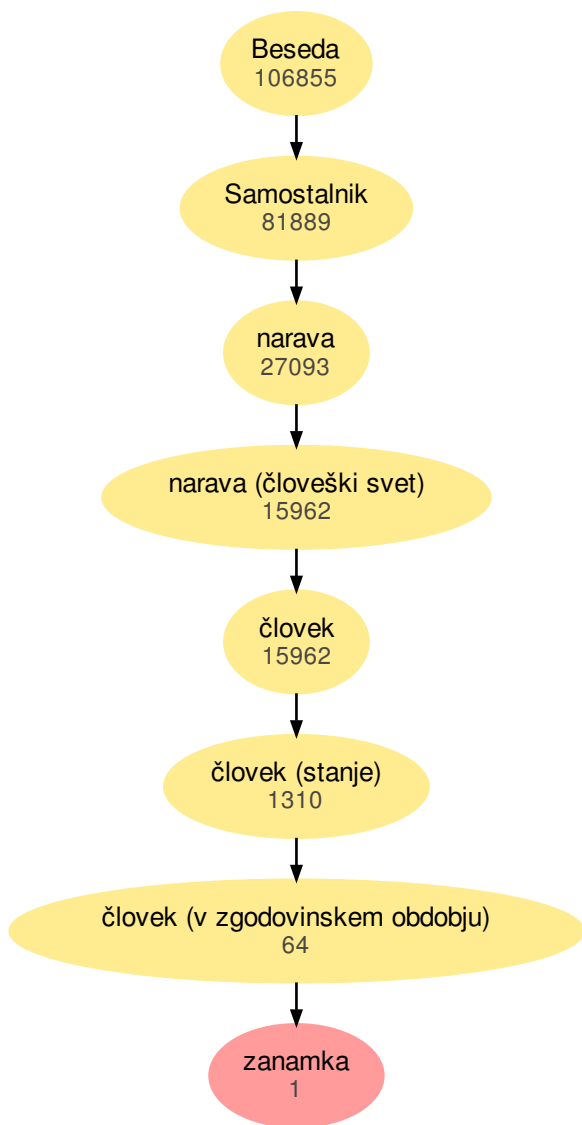 Beseda
106855
Samostalnik
81889
narava
27093
narava (človeški svet)
15962
človek
15962
človek (stanje)
1310
človek (v zgodovinskem obdobju)
64
zanamka
1